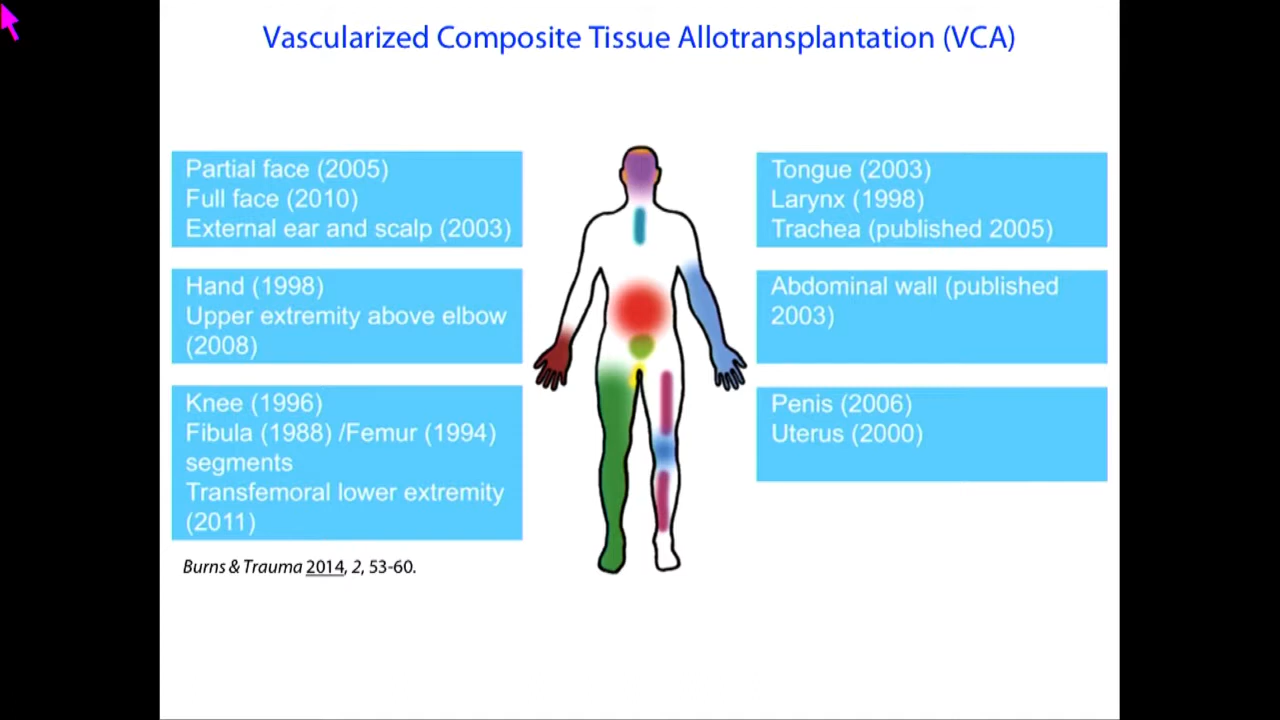 Vascularized Composite Tissue Allotransplantation (VCA)
Partial face (2005)
Full face (2010)
External ear and scalp (2003)
Hand (1998)
Upper extremity above elbow
(2008)
Knee (1996)
Fibula (1988) /Femur (1994)
segments
Transfemoral lower extremity
(2011)
Tongue (2003)
Larynx (1998)
Trachea (published 2005)
Abdominal wall (published
2003)
Penis (2006)
Uterus (2000)
Burns & Trauma 2014, 2, 53-60.